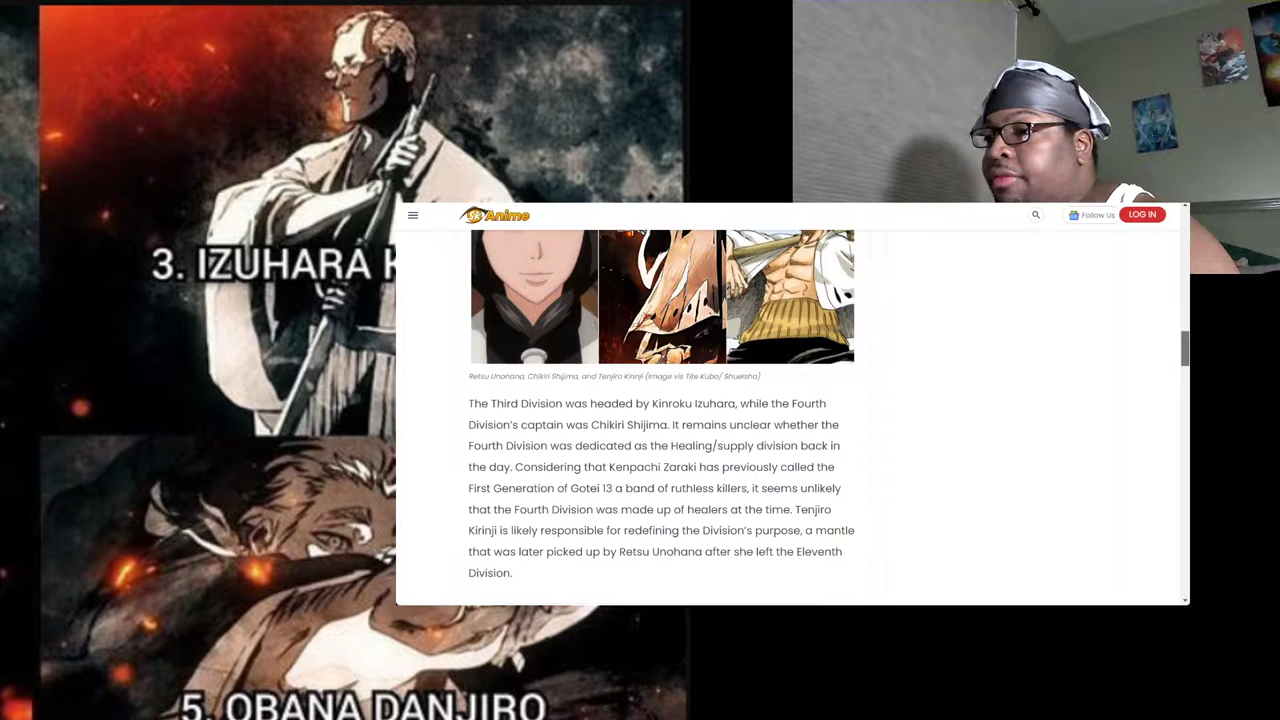 3. IZUHARA K
SK Anime
Follow Us
LOG IN
Retsu Unohana, Chikiri Shijima, and Tenjiro Kirinji (Image vis Tite Kubo/ Shueisha)
The Third Division was headed by Kinroku Izuhara, while the Fourth
Division's captain was Chikiri Shijima. It remains unclear whether the
Fourth Division was dedicated as the Healing/supply division back in
the day. Considering that Kenpachi Zaraki has previously called the
First Generation of Gotei 13 a band of ruthless killers, it seems unlikely
that the Fourth Division was made up of healers at the time. Tenjiro
Kirinji is likely responsible for redefining the Division's purpose, a mantle
that was later picked up by Retsu Unohana after she left the Eleventh
Division.
5. OBANA DANJIRO